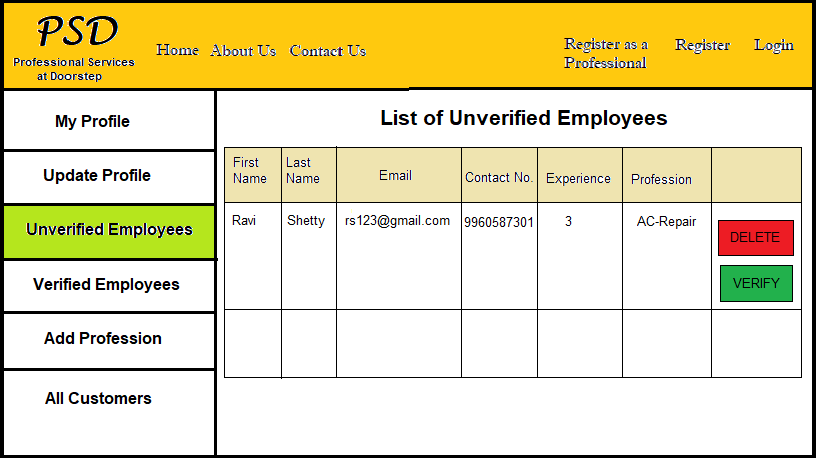 PSD
Professional Services
at Doorstep
Home About Us Contact Us
Register as a
Professional
Register
Login
My Profile
Update Profile
Unverified Employees
Verified Employees
Add Profession
All Customers
List of Unverified Employees
First
Name
Last
Name
Email
Contact No.
Experience
Profession
Ravi
Shetty
rs123@gmail.com
9960587301
3
AC-Repair
DELETE
VERIFY